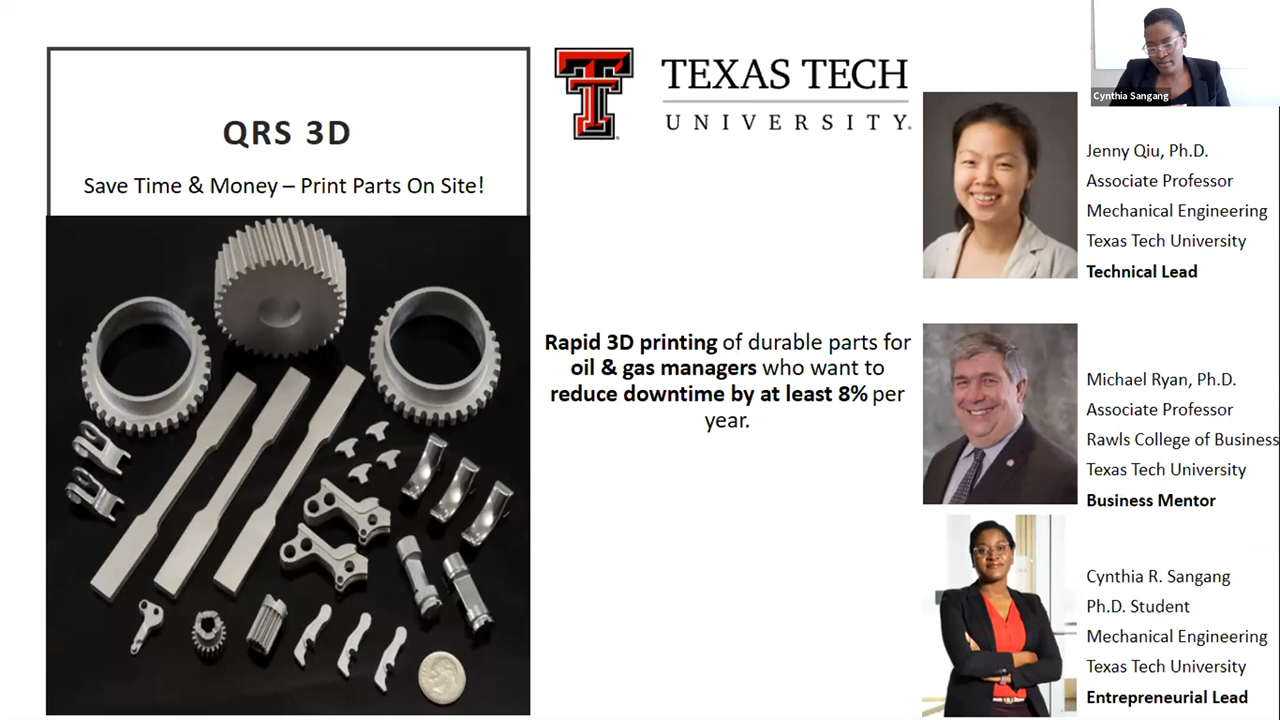 QRS 3D
Save Time & Money – Print Parts On Site!
TEXAS TECH
UNIVERSITY.
Rapid 3D printing of durable parts for
oil & gas managers who want to
reduce downtime by at least 8% per
year.
Cynthia Sangang
Jenny Qiu, Ph.D.
Associate Professor
Mechanical Engineering
Texas Tech University
Technical Lead
Michael Ryan, Ph.D.
Associate Professor
Rawls College of Business
Texas Tech University
Business Mentor
Cynthia R. Sangang
Ph.D. Student
Mechanical Engineering
Texas Tech University
Entrepreneurial Lead